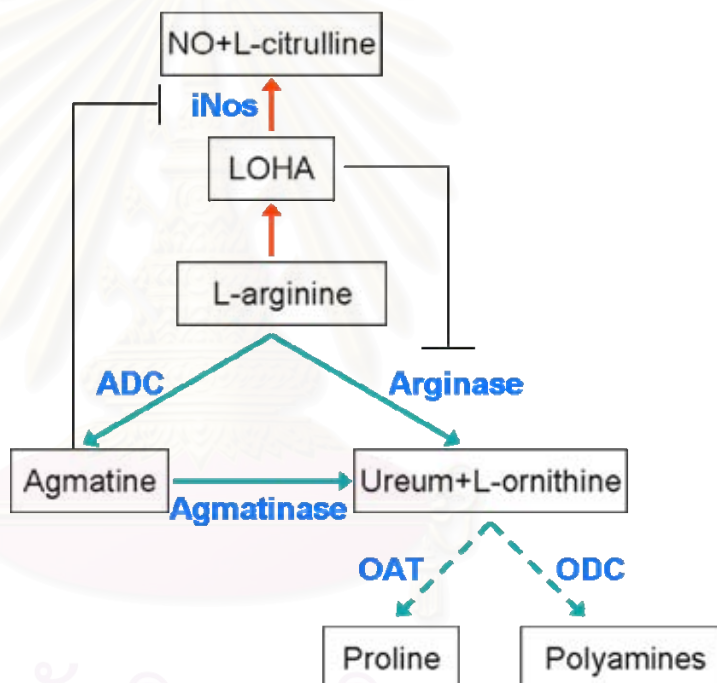 NO+L-citrulline
iNos
LOHA
L-arginine
ADC
Arginase
Agmatine
Ureum+L-ornithine
Agmatinase
OAT
ODC
Proline
Polyamines